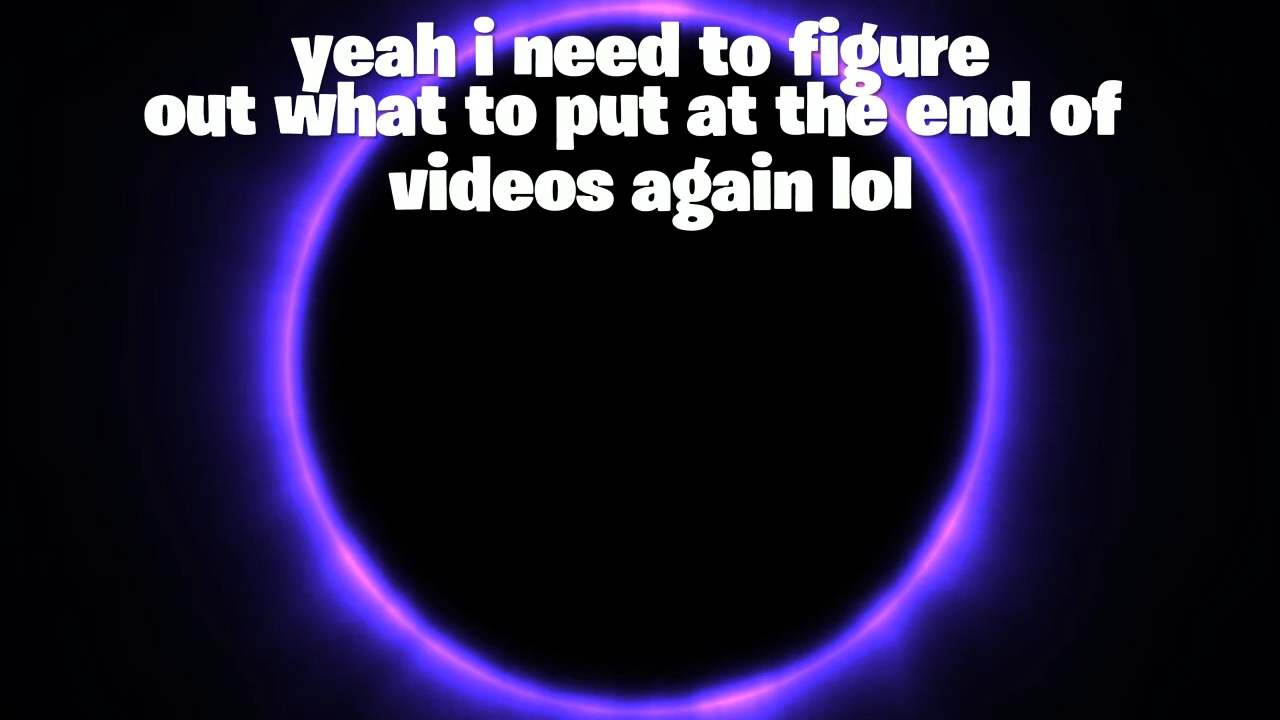 yeah i need to figure
out what to put at the end of
videos again lol